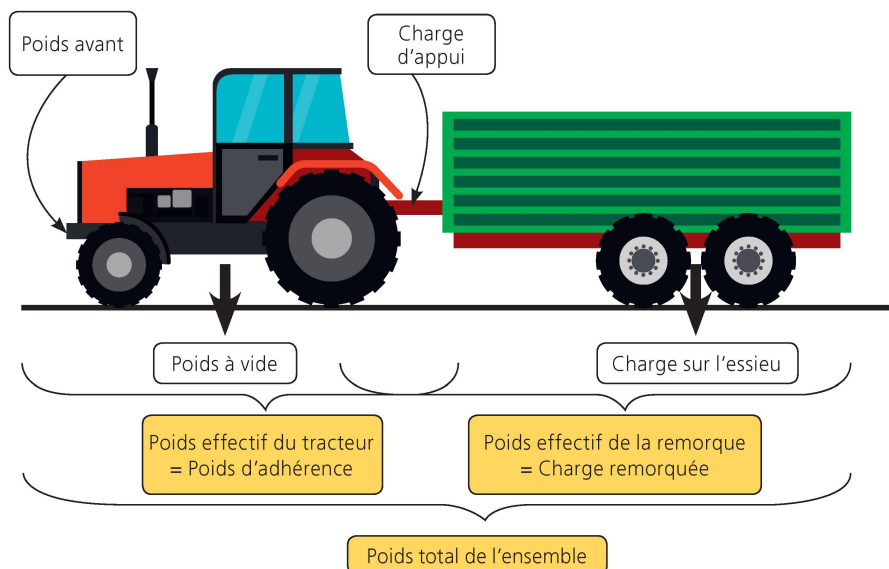 Poids avant
Charge
d’appui
Poids à vide
Charge sur l’essieu
Poids effectif du tracteur
= Poids d’adhérence
Poids effectif de la remorque
= Charge remorquée
Poids total de l’ensemble